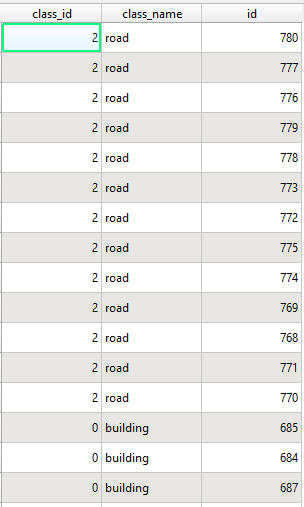 class_id class_name id
2 road 780
2 road 777
2 road 776
2 road 779
2 road 778
2 road 773
2 road 772
2 road 775
2 road 774
2 road 769
2 road 768
2 road 771
2 road 770
0 building 685
0 building 684
0 building 687